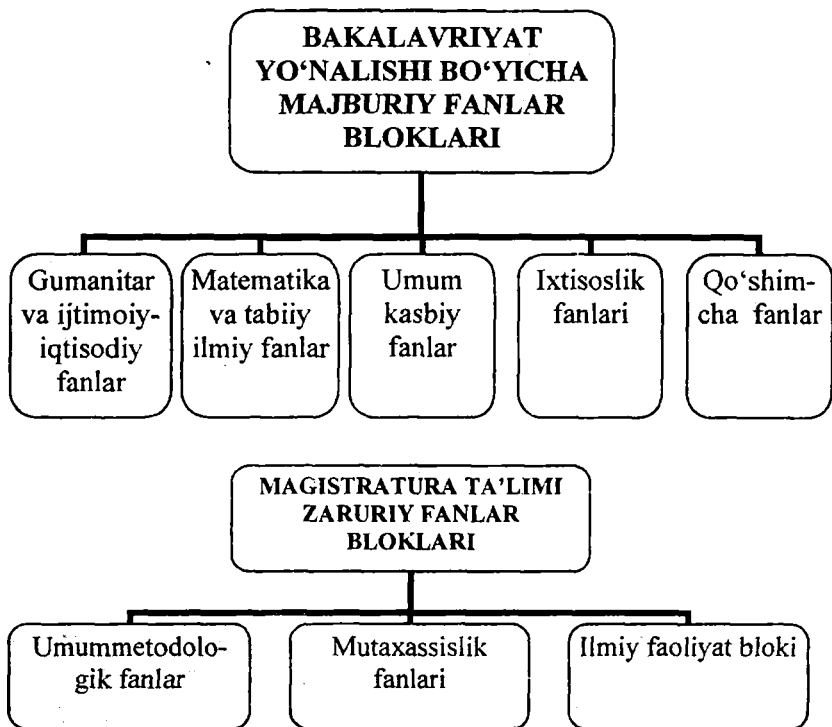 BAKALAVRIYAT
YO‘NALISHI BO‘YICHA
MAJBURIY FANLAR
BLOKLARI
Gumanitar
va ijtimoiy-
iqtisodiy
fanlar
Matematika
va tabiiy
ilmiy fanlar
Umum
kasbiy
fanlar
Ixtisoslik
fanlari
Qo‘shim-
cha fanlar
MAGISTRATURA TA’LIMI
ZARURIY FANLAR
BLOKLARI
Umummetodolo-
gik fanlar
Mutaxassislik
fanlari
Ilmiy faoliyat bloki